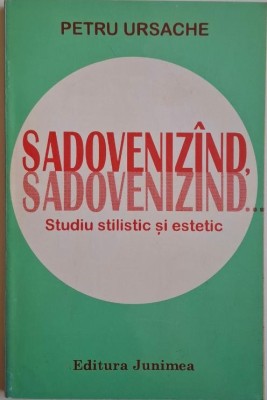 PETRU URSACHE
SADOVENIZÎND,
SADOVENIZÎND...
Studiu stilistic și estetic
Editura Junimea